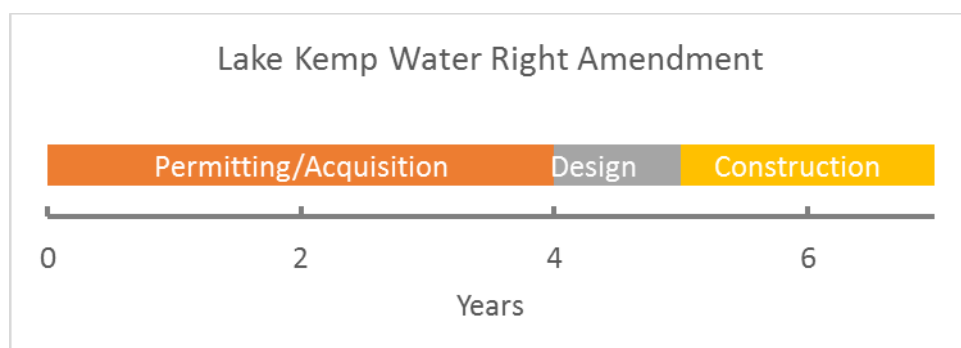 Lake Kemp Water Right Amendment
Permitting/Acquisition Design Construction
0 2 4 6
Years